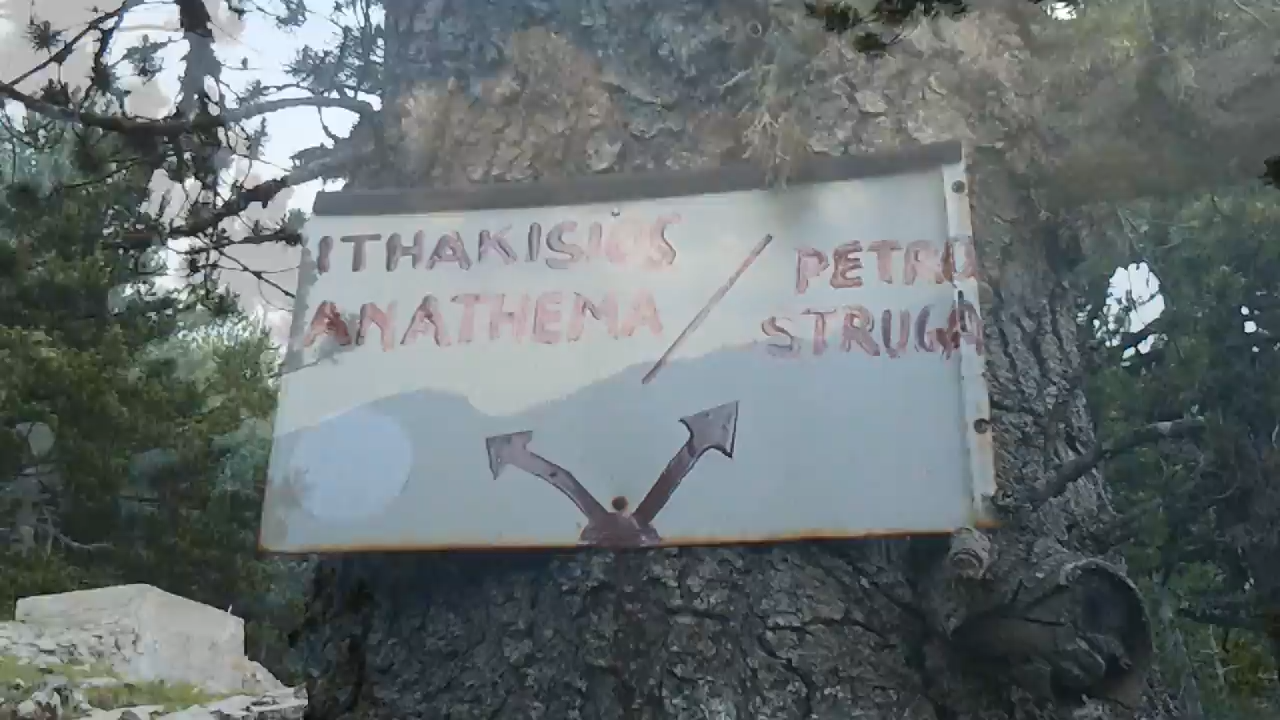 ITHAKISIOS
ANATHEMA
/
PETRO
STRUGA